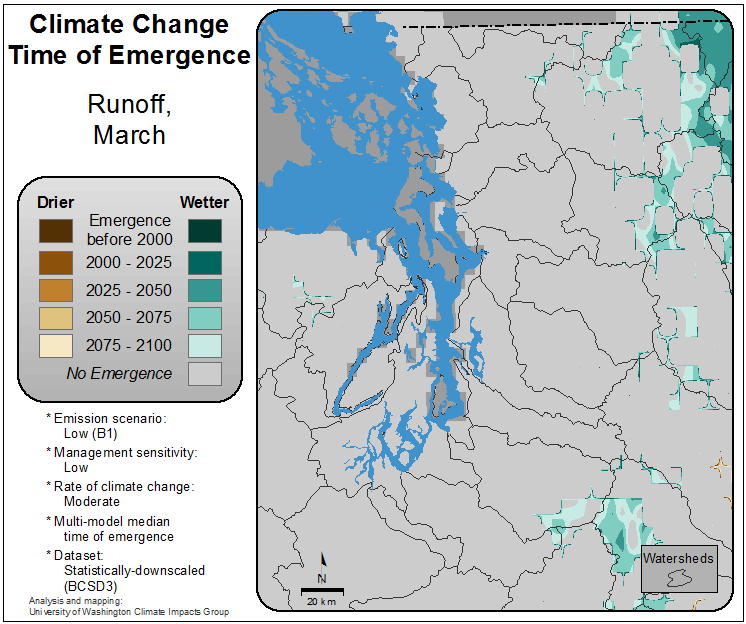 Climate Change
Time of Emergence
Runoff,
March
Drier
Wetter
Emergence
before 2000
2000 - 2025
2025 - 2050
2050 - 2075
2075 - 2100
No Emergence
* Emission scenario:
Low (B1)
* Management sensitivity:
Low
* Rate of climate change:
Moderate
* Multi-model median
time of emergence
* Dataset:
Statistically-downscaled
(BCSD3)
Analysis and mapping:
University of Washington Climate Impacts Group
N
20 km
Watersheds